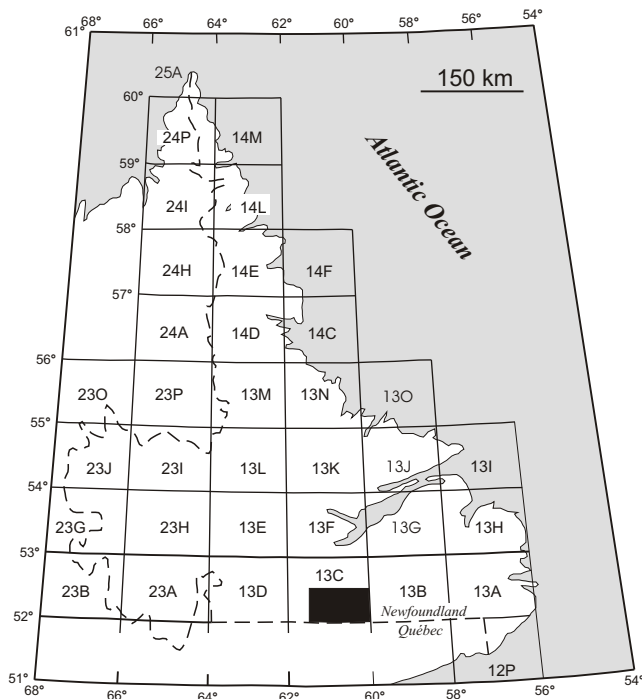 68° 66° 64° 62° 60° 58° 56° 54°
61°
25A
150 km
60°
24P 14M
Atlantic Ocean
59°
24I 14L
58°
24H 14E 14F
57°
24A 14D 14C
56°
23O 23P 13M 13N 13O
55°
23J 23I 13L 13K 13J 13I
54°
23G 23H 13E 13F 13G 13H
53°
23B 23A 13D 13C 13B 13A
52°
Newfoundland
Québec
51°
12P
68° 66° 64° 62° 60° 58° 56° 54°